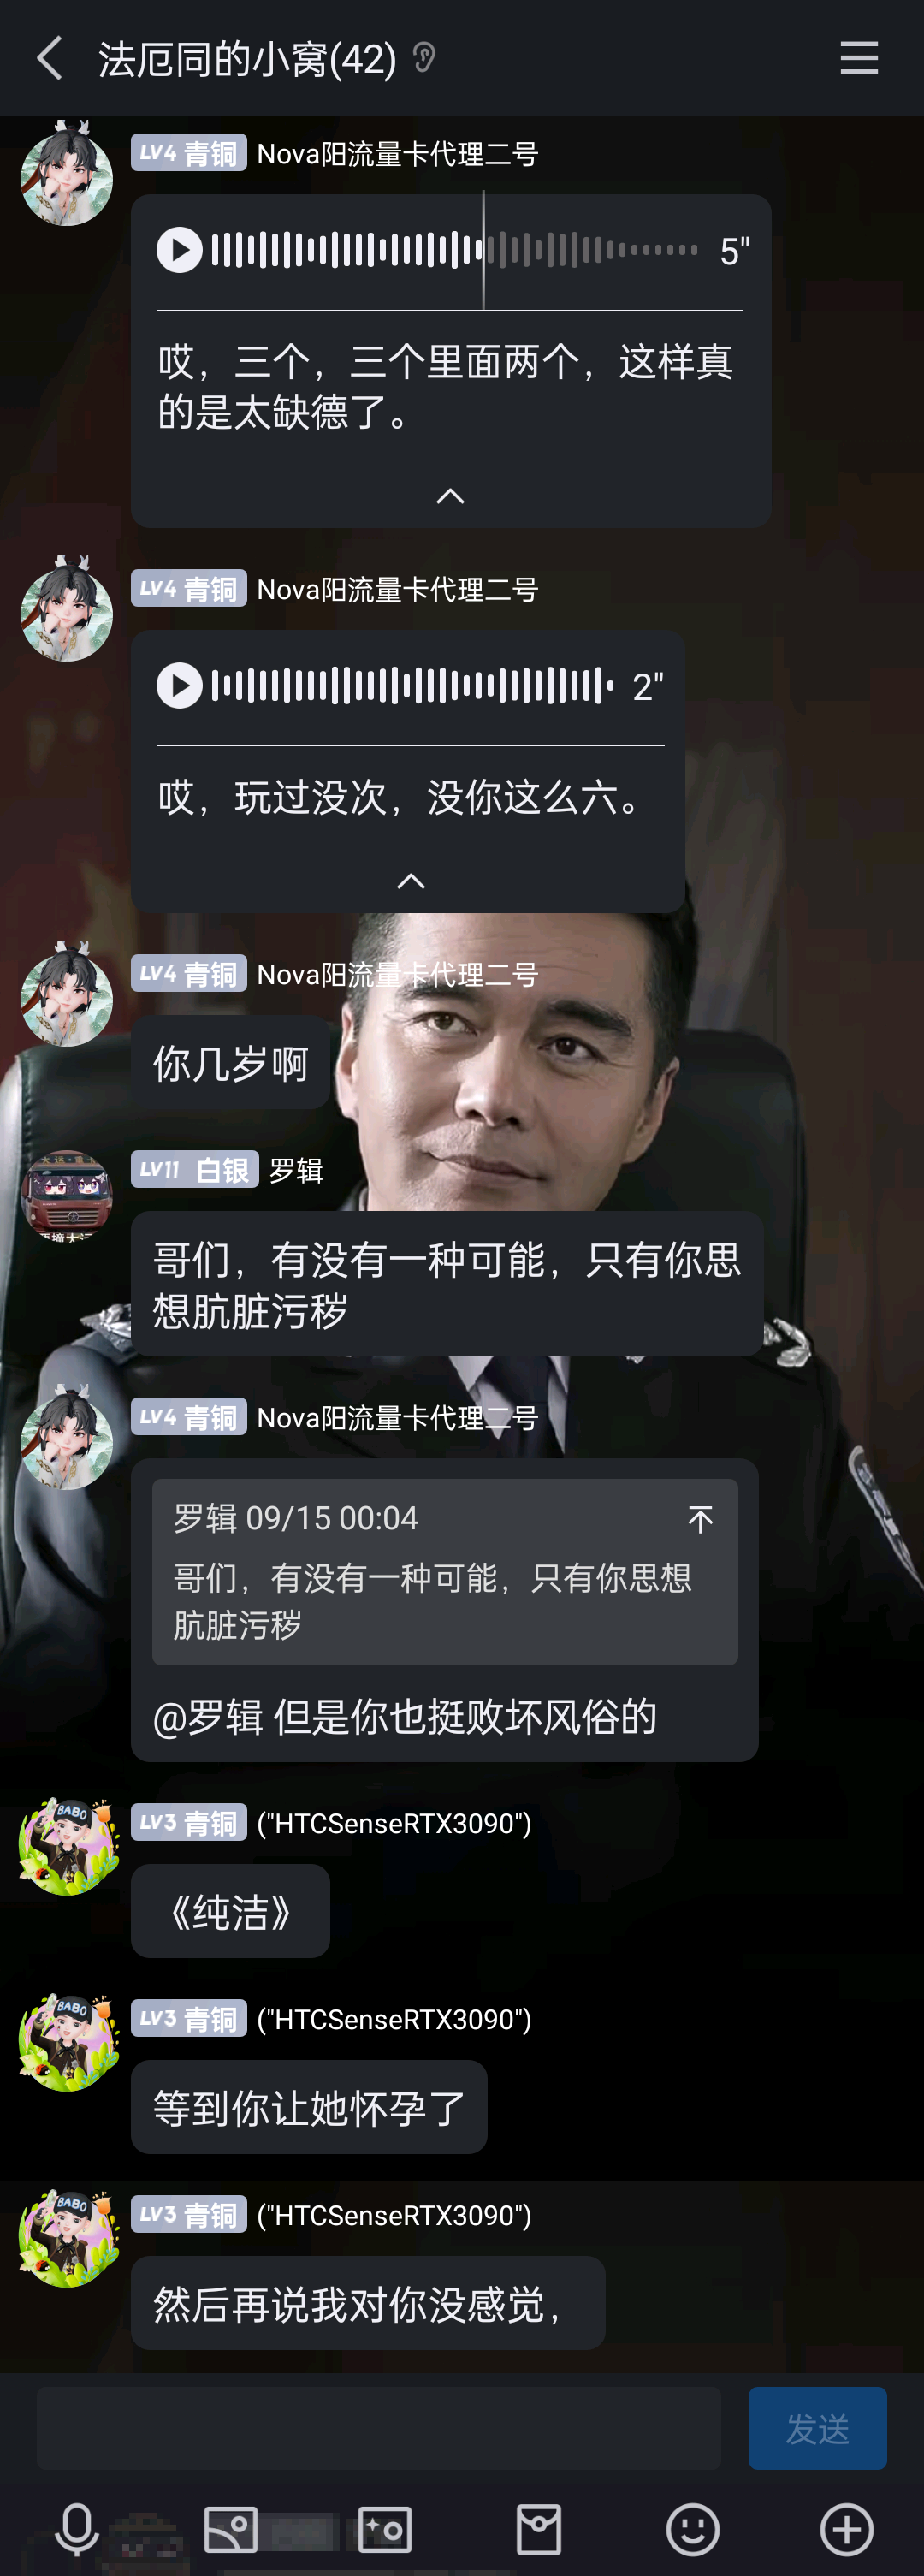 法厄同的小窝(42)
LV4 青铜 Nova阳流量卡代理二号
5"
哎，三个，三个里面两个，这样真
的是太缺德了。
LV4 青铜 Nova阳流量卡代理二号
2"
哎，玩过没次，没你这么六。
LV4 青铜 Nova阳流量卡代理二号
你几岁啊
LV11 白银 罗辑
哥们，有没有一种可能，只有你思
想肮脏污秽
LV4 青铜 Nova阳流量卡代理二号
罗辑 09/15 00:04
哥们，有没有一种可能，只有你思想
肮脏污秽
@罗辑 但是你也挺败坏风俗的
BABO
LV3 青铜 ("HTCSenseRTX3090")
《纯洁》
BABO
LV3 青铜 ("HTCSenseRTX3090")
等到你让她怀孕了
BABO
LV3 青铜 ("HTCSenseRTX3090")
然后再说我对你没感觉，
发送